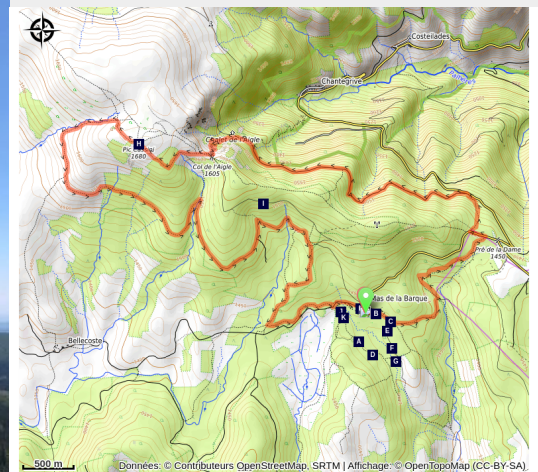 Costeilades
Chantegrive
Chalet de l'Aigle
H
1680
Col de l'Aigle
1605
I
Pré de la Dame
1450
Mas de la Barque
B
C
K
E
A
F
D
G
Bellecoste
500 m
Données: © Contributeurs OpenStreetMap, SRTM | Affichage: © OpenTopoMap (CC-BY-SA)